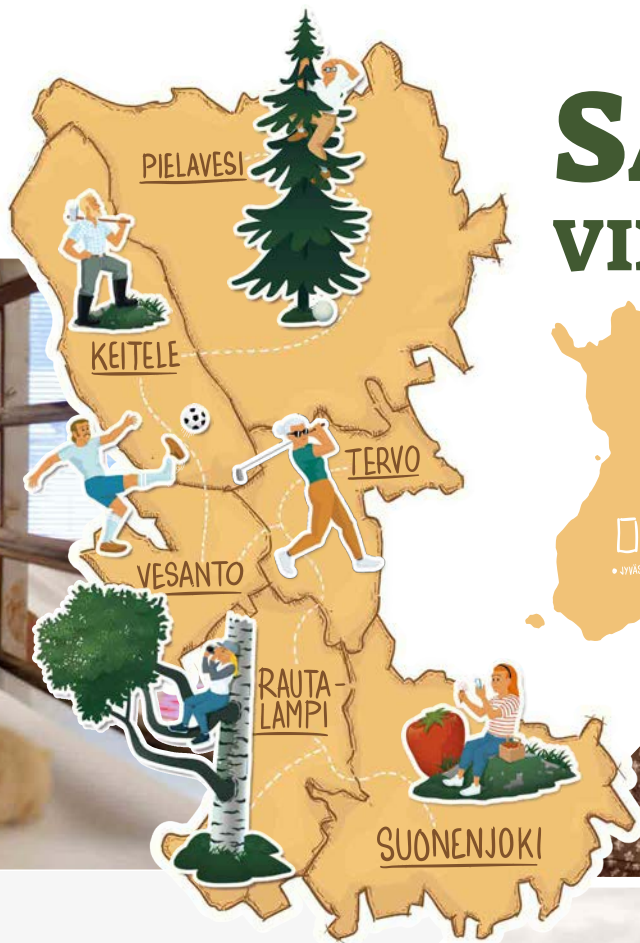 PIELAVESI
KEITELE
TERVO
VESANTO
RAUTA-
LAMPI
SUONENJOKI